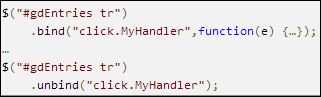 $("#gdEntries tr")
.bind("click.MyHandler",function(e) {…});
…
$("#gdEntries tr")
.unbind("click.MyHandler");